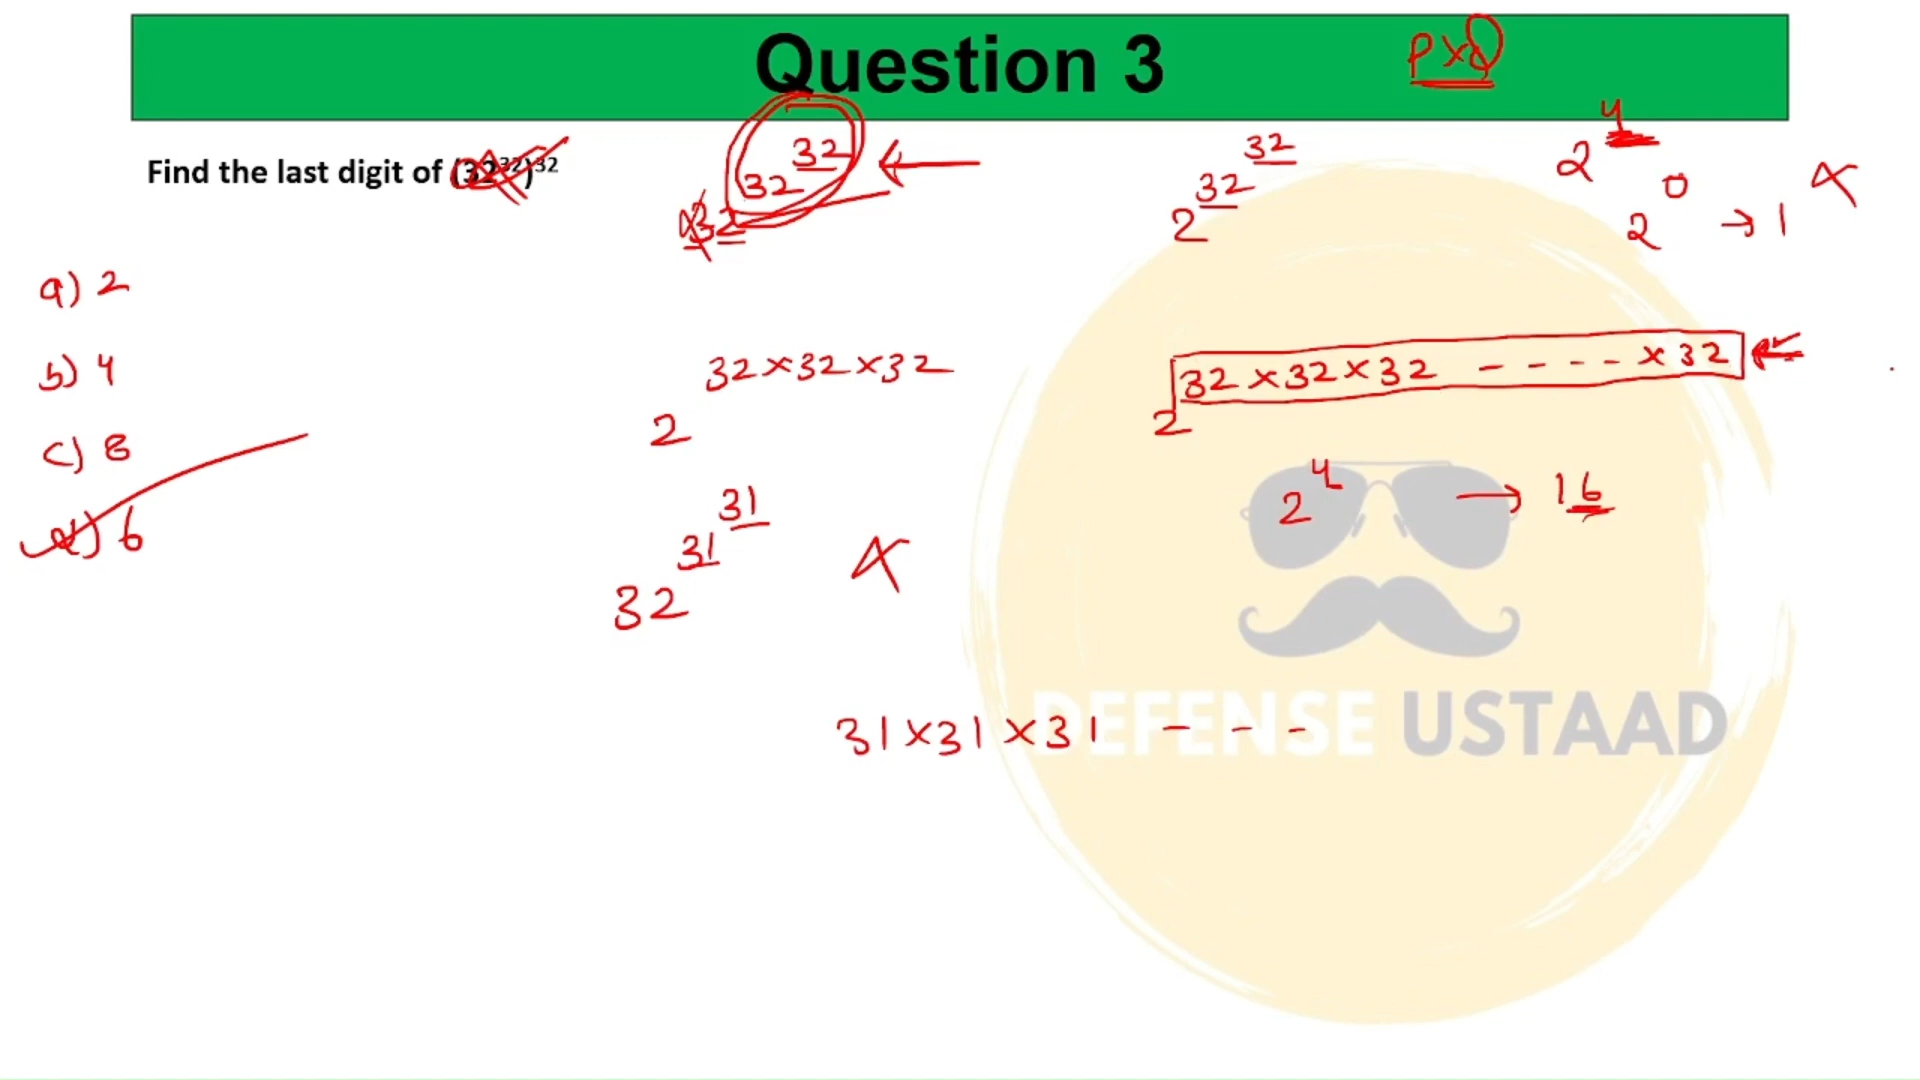 Question 3
P×Q
Find the last digit of (32³²)³²
32^32^32
2^32^32
2^4
2^0 → 1
a) 2
b) 4
c) 8
d) 6
2^32×32×32
2^32×32×32 - - - - ×32
2^4 → 16
32^31^31
31×31×31 - - -
DEFENSE USTAAD